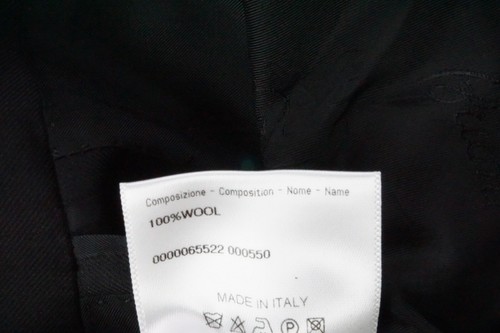 Composizione - Composition - Nome - Name
100%WOOL
0000065522 000550
MADE IN ITALY
P